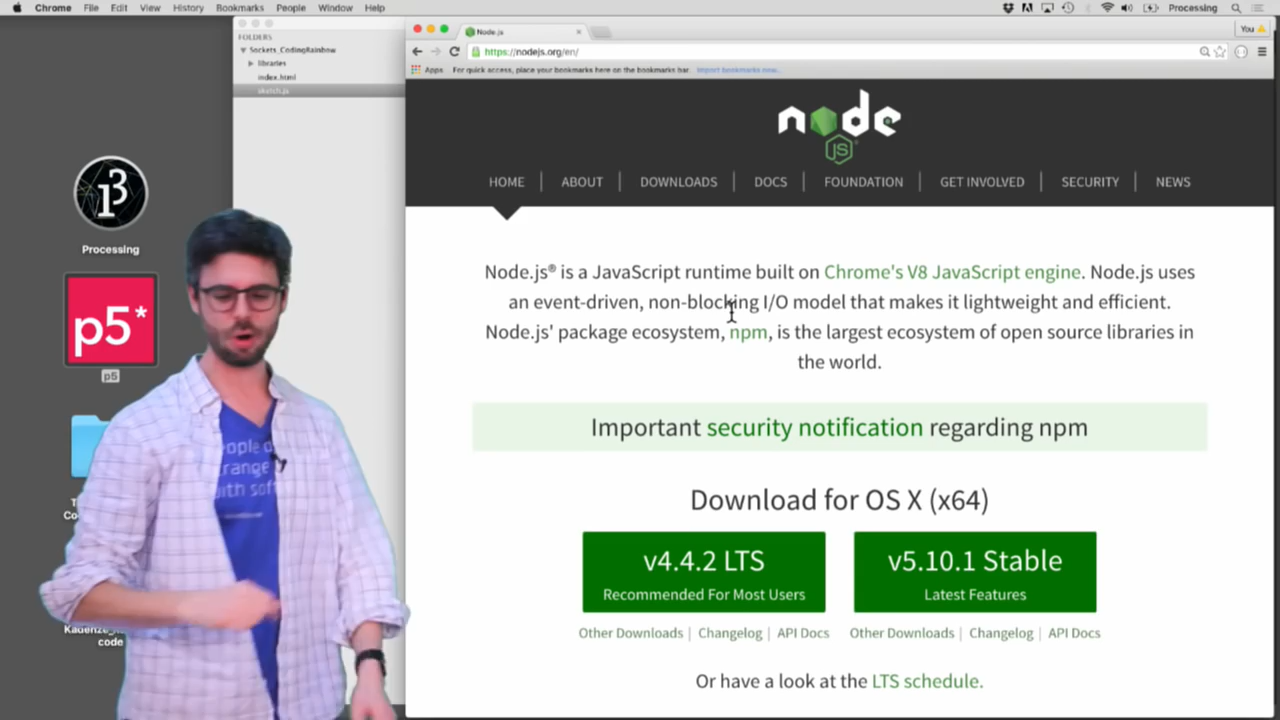 Chrome File Edit View History Bookmarks People Window Help Processing
FOLDERS
Sockets_CodingRainbow
libraries
index.html
sketch.js
Node.js
You
https://nodejs.org/en/
Apps For quick access, place your bookmarks here on the bookmarks bar. Import bookmarks now...
node
JS
HOME ABOUT DOWNLOADS DOCS FOUNDATION GET INVOLVED SECURITY NEWS
Processing
p5*
p5
Node.js® is a JavaScript runtime built on Chrome's V8 JavaScript engine. Node.js uses
an event-driven, non-blocking I/O model that makes it lightweight and efficient.
Node.js' package ecosystem, npm, is the largest ecosystem of open source libraries in
the world.
Important security notification regarding npm
Download for OS X (x64)
v4.4.2 LTS
Recommended For Most Users
v5.10.1 Stable
Latest Features
Other Downloads | Changelog | API Docs
Other Downloads | Changelog | API Docs
Or have a look at the LTS schedule.
code